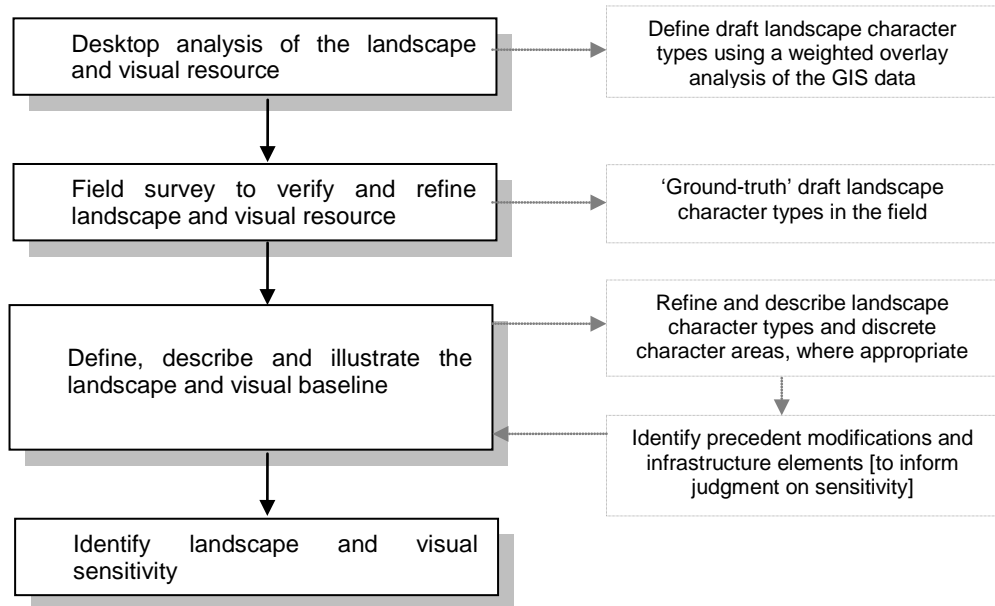 Desktop analysis of the landscape
and visual resource
Define draft landscape character
types using a weighted overlay
analysis of the GIS data
Field survey to verify and refine
landscape and visual resource
‘Ground-truth’ draft landscape
character types in the field
Define, describe and illustrate the
landscape and visual baseline
Refine and describe landscape
character types and discrete
character areas, where appropriate
Identify precedent modifications and
infrastructure elements [to inform
judgment on sensitivity]
Identify landscape and visual
sensitivity